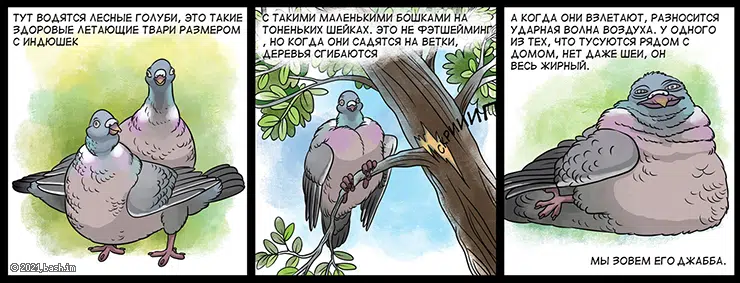 ТУТ ВОДЯТСЯ ЛЕСНЫЕ ГОЛУБИ, ЭТО ТАКИЕ
ЗДОРОВЫЕ ЛЕТАЮЩИЕ ТВАРИ РАЗМЕРОМ
С ИНДЮШЕК
С ТАКИМИ МАЛЕНЬКИМИ БОШКАМИ НА
ТОНЕНЬКИХ ШЕЙКАХ. ЭТО НЕ ФЭТШЕЙМИНГ
, НО КОГДА ОНИ САДЯТСЯ НА ВЕТКИ,
ДЕРЕВЬЯ СГИБАЮТСЯ
А КОГДА ОНИ ВЗЛЕТАЮТ, РАЗНОСИТСЯ
УДАРНАЯ ВОЛНА ВОЗДУХА. У ОДНОГО
ИЗ ТЕХ, ЧТО ТУСУЮТСЯ РЯДОМ С
ДОМОМ, НЕТ ДАЖЕ ШЕИ, ОН
ВЕСЬ ЖИРНЫЙ.
МЫ ЗОВЕМ ЕГО ДЖАББА.
© 2021, bash.im